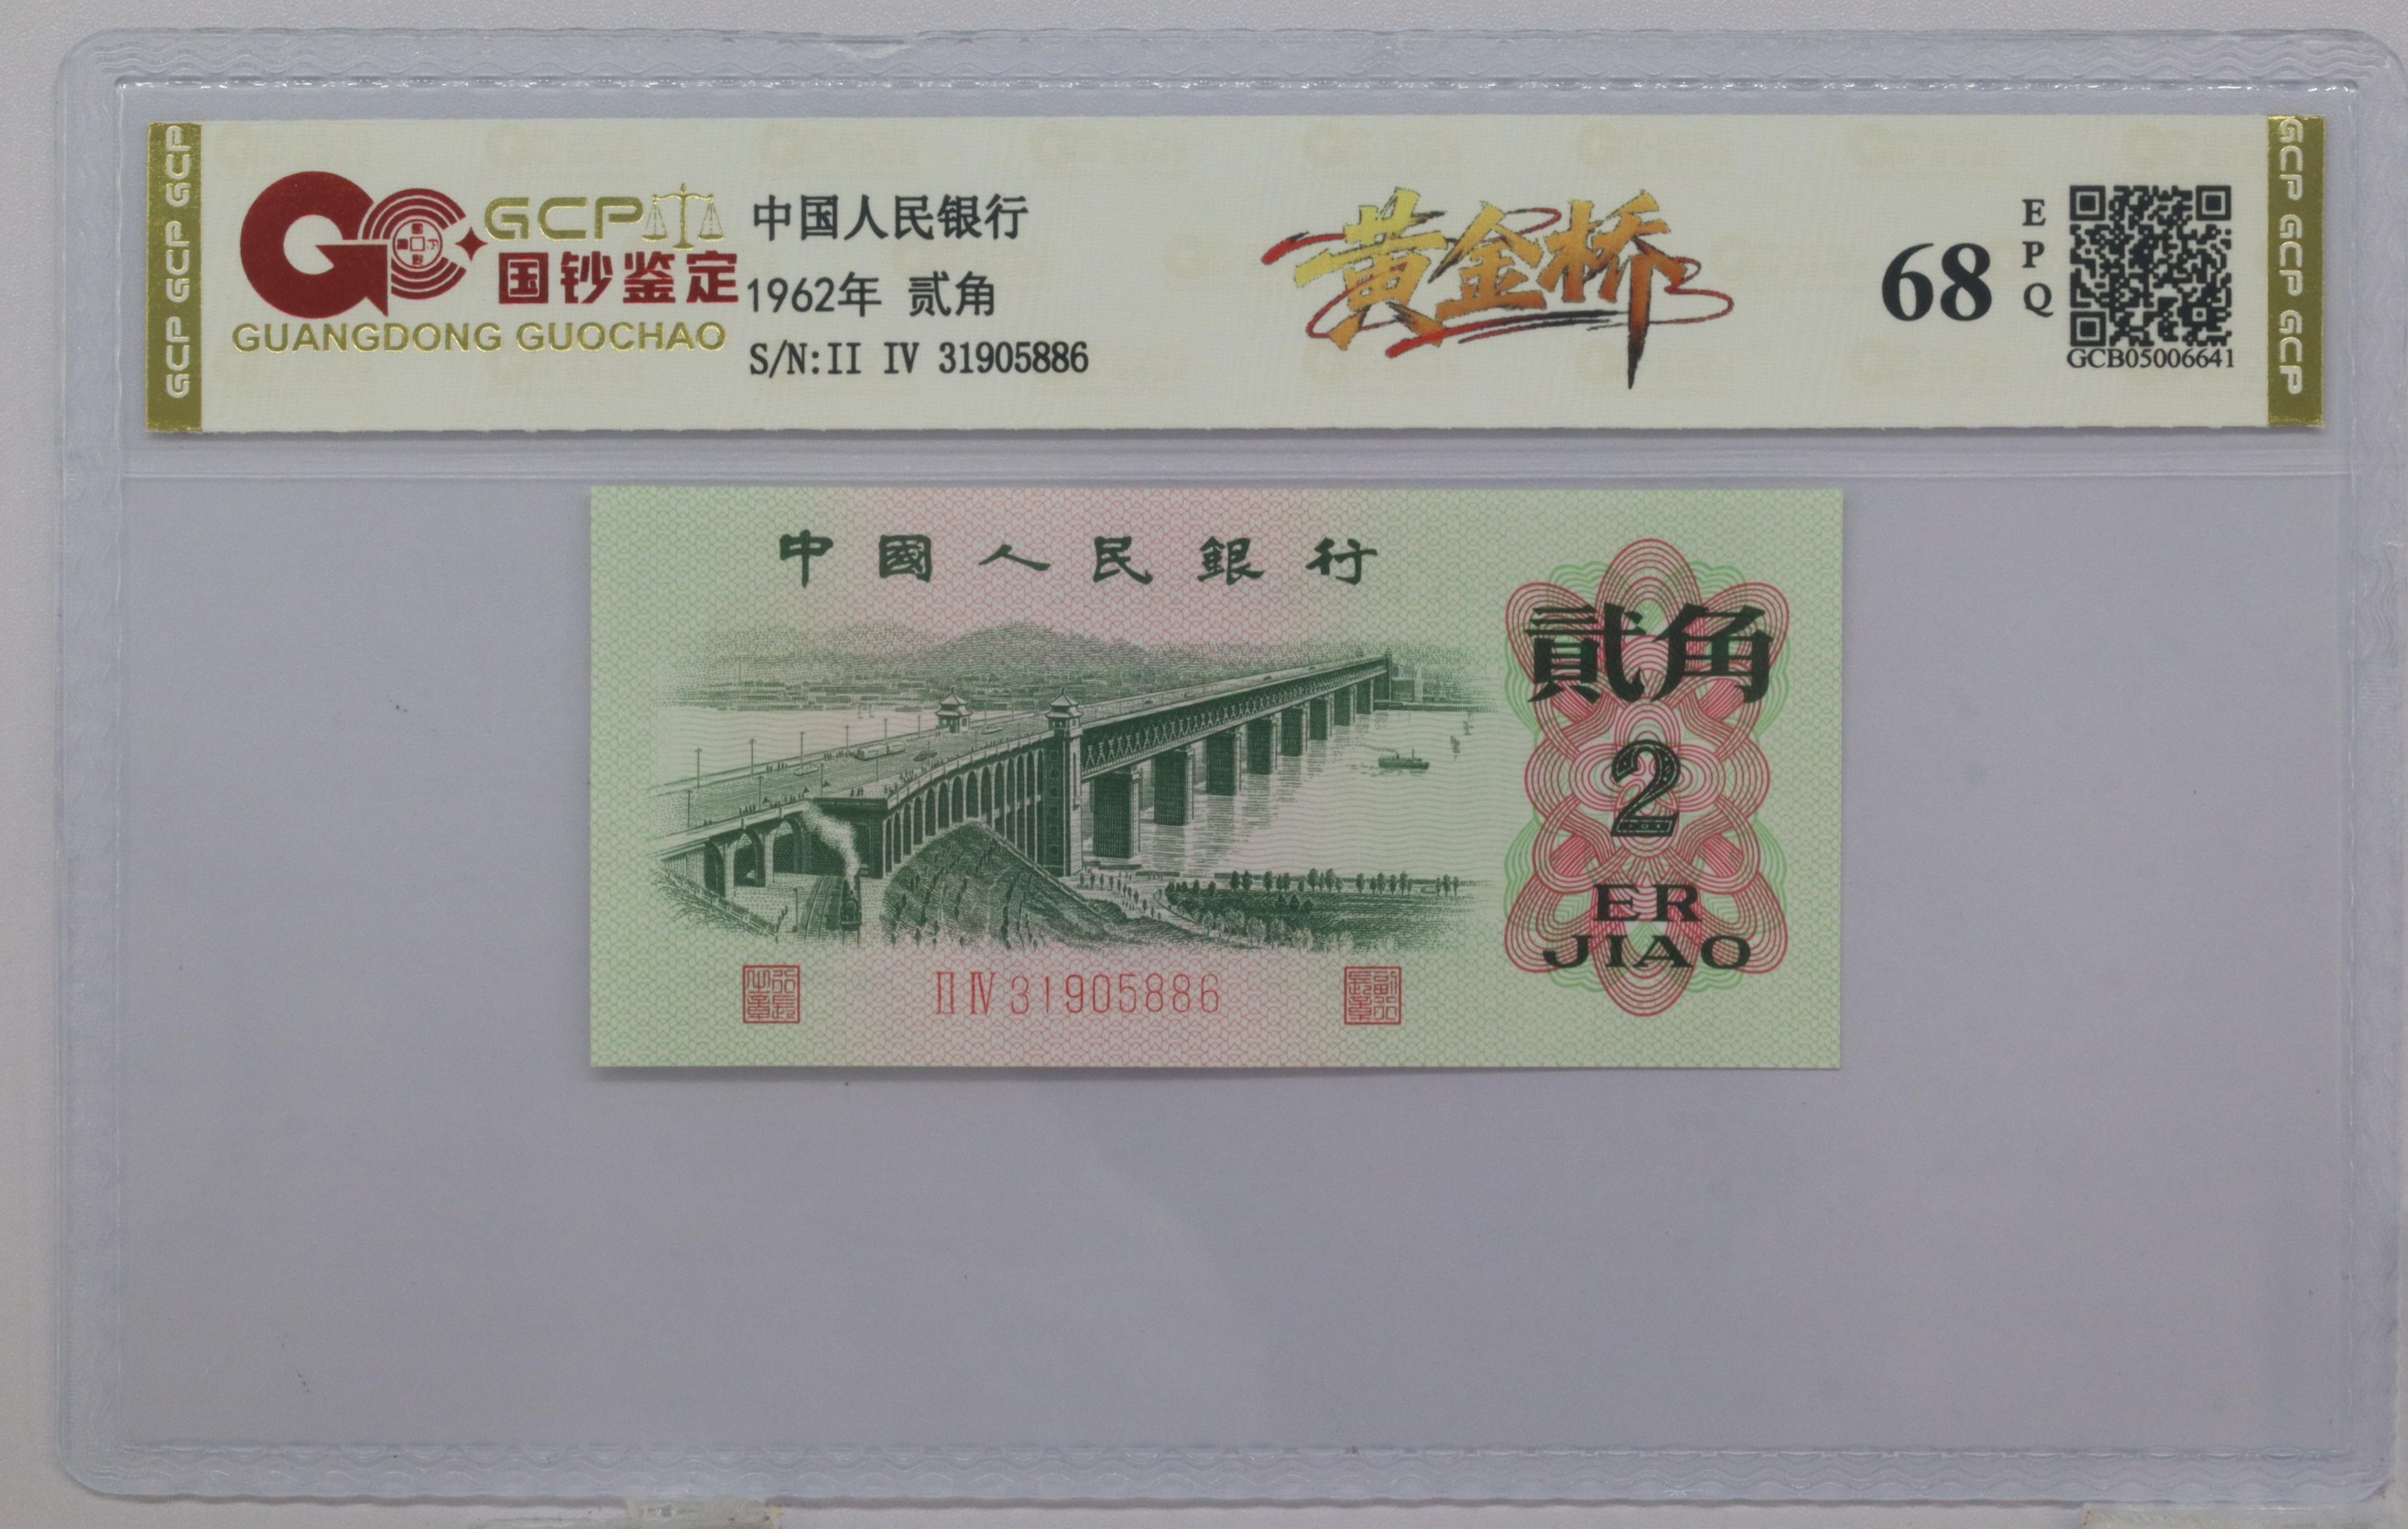 GCP GCP GCP
GCP
国钞鉴定
GUANGDONG GUOCHAO
中国人民银行
1962年 贰角
S/N:II IV 31905886
黄金桥
68
EPQ
GCB05006641
GCP GCP GCP
中國人民銀行
貳角
2
ER
JIAO
II IV 31905886